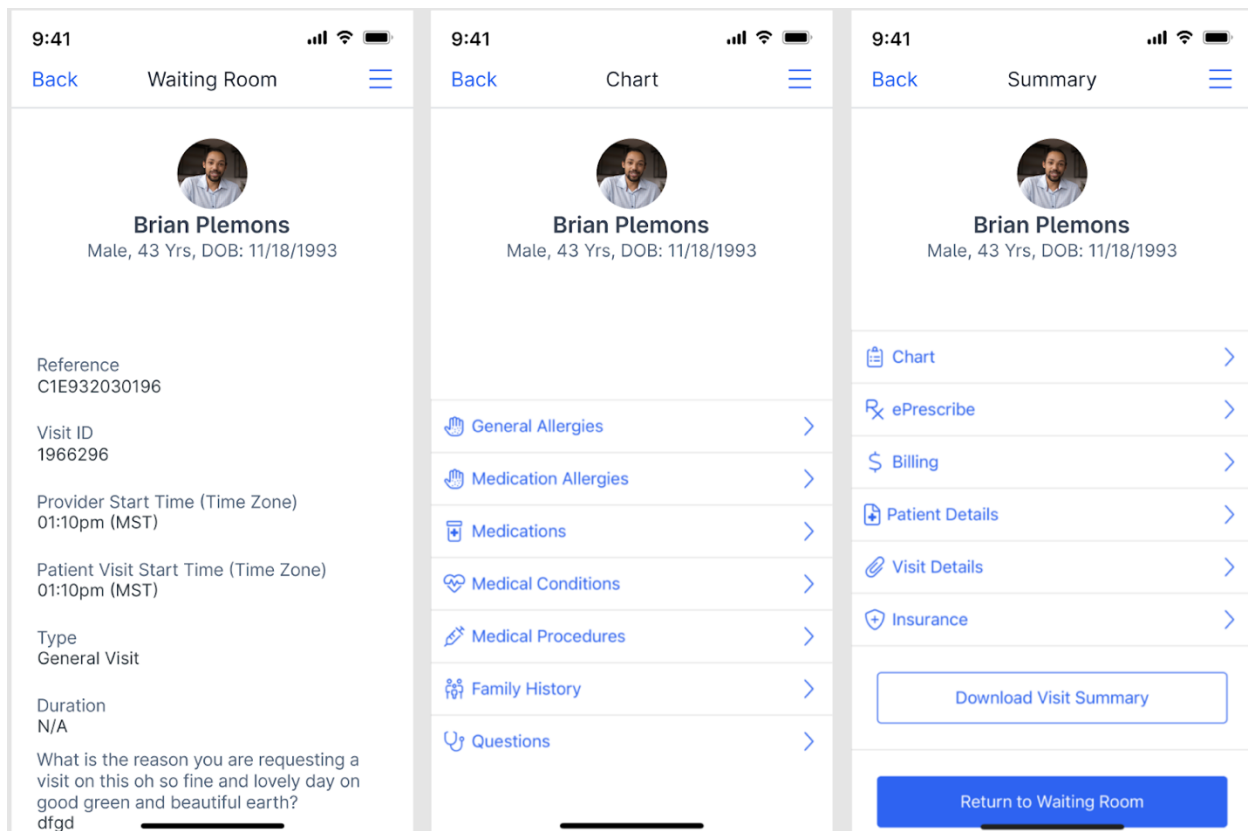 9:41
Back
Waiting Room
Brian Plemons
Male, 43 Yrs, DOB: 11/18/1993
Reference
C1E932030196
Visit ID
1966296
Provider Start Time (Time Zone)
01:10pm (MST)
Patient Visit Start Time (Time Zone)
01:10pm (MST)
Type
General Visit
Duration
N/A
What is the reason you are requesting a
visit on this oh so fine and lovely day on
good green and beautiful earth?
dfgd
9:41
Back
Chart
Brian Plemons
Male, 43 Yrs, DOB: 11/18/1993
General Allergies
Medication Allergies
Medications
Medical Conditions
Medical Procedures
Family History
Questions
9:41
Back
Summary
Brian Plemons
Male, 43 Yrs, DOB: 11/18/1993
Chart
ePrescribe
Billing
Patient Details
Visit Details
Insurance
Download Visit Summary
Return to Waiting Room